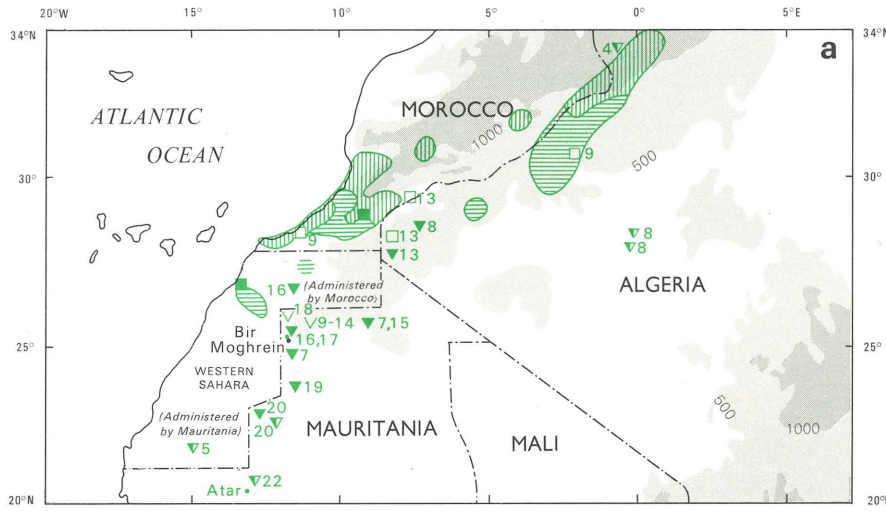 20°W 15° 10° 5° 0° 5°E
34°N 34°N
a
4
ATLANTIC
OCEAN
MOROCCO
1000
9
500
30° 30°
13
8
9
13
8
13
8
ALGERIA
16
(Administered
by Morocco)
18
9-14
7,15
Bir
Moghrein
16,17
25° 25°
7
WESTERN
SAHARA
19
500
(Administered
by Mauritania)
20
20
MAURITANIA
MALI
1000
5
22
Atar
20°N 20°N